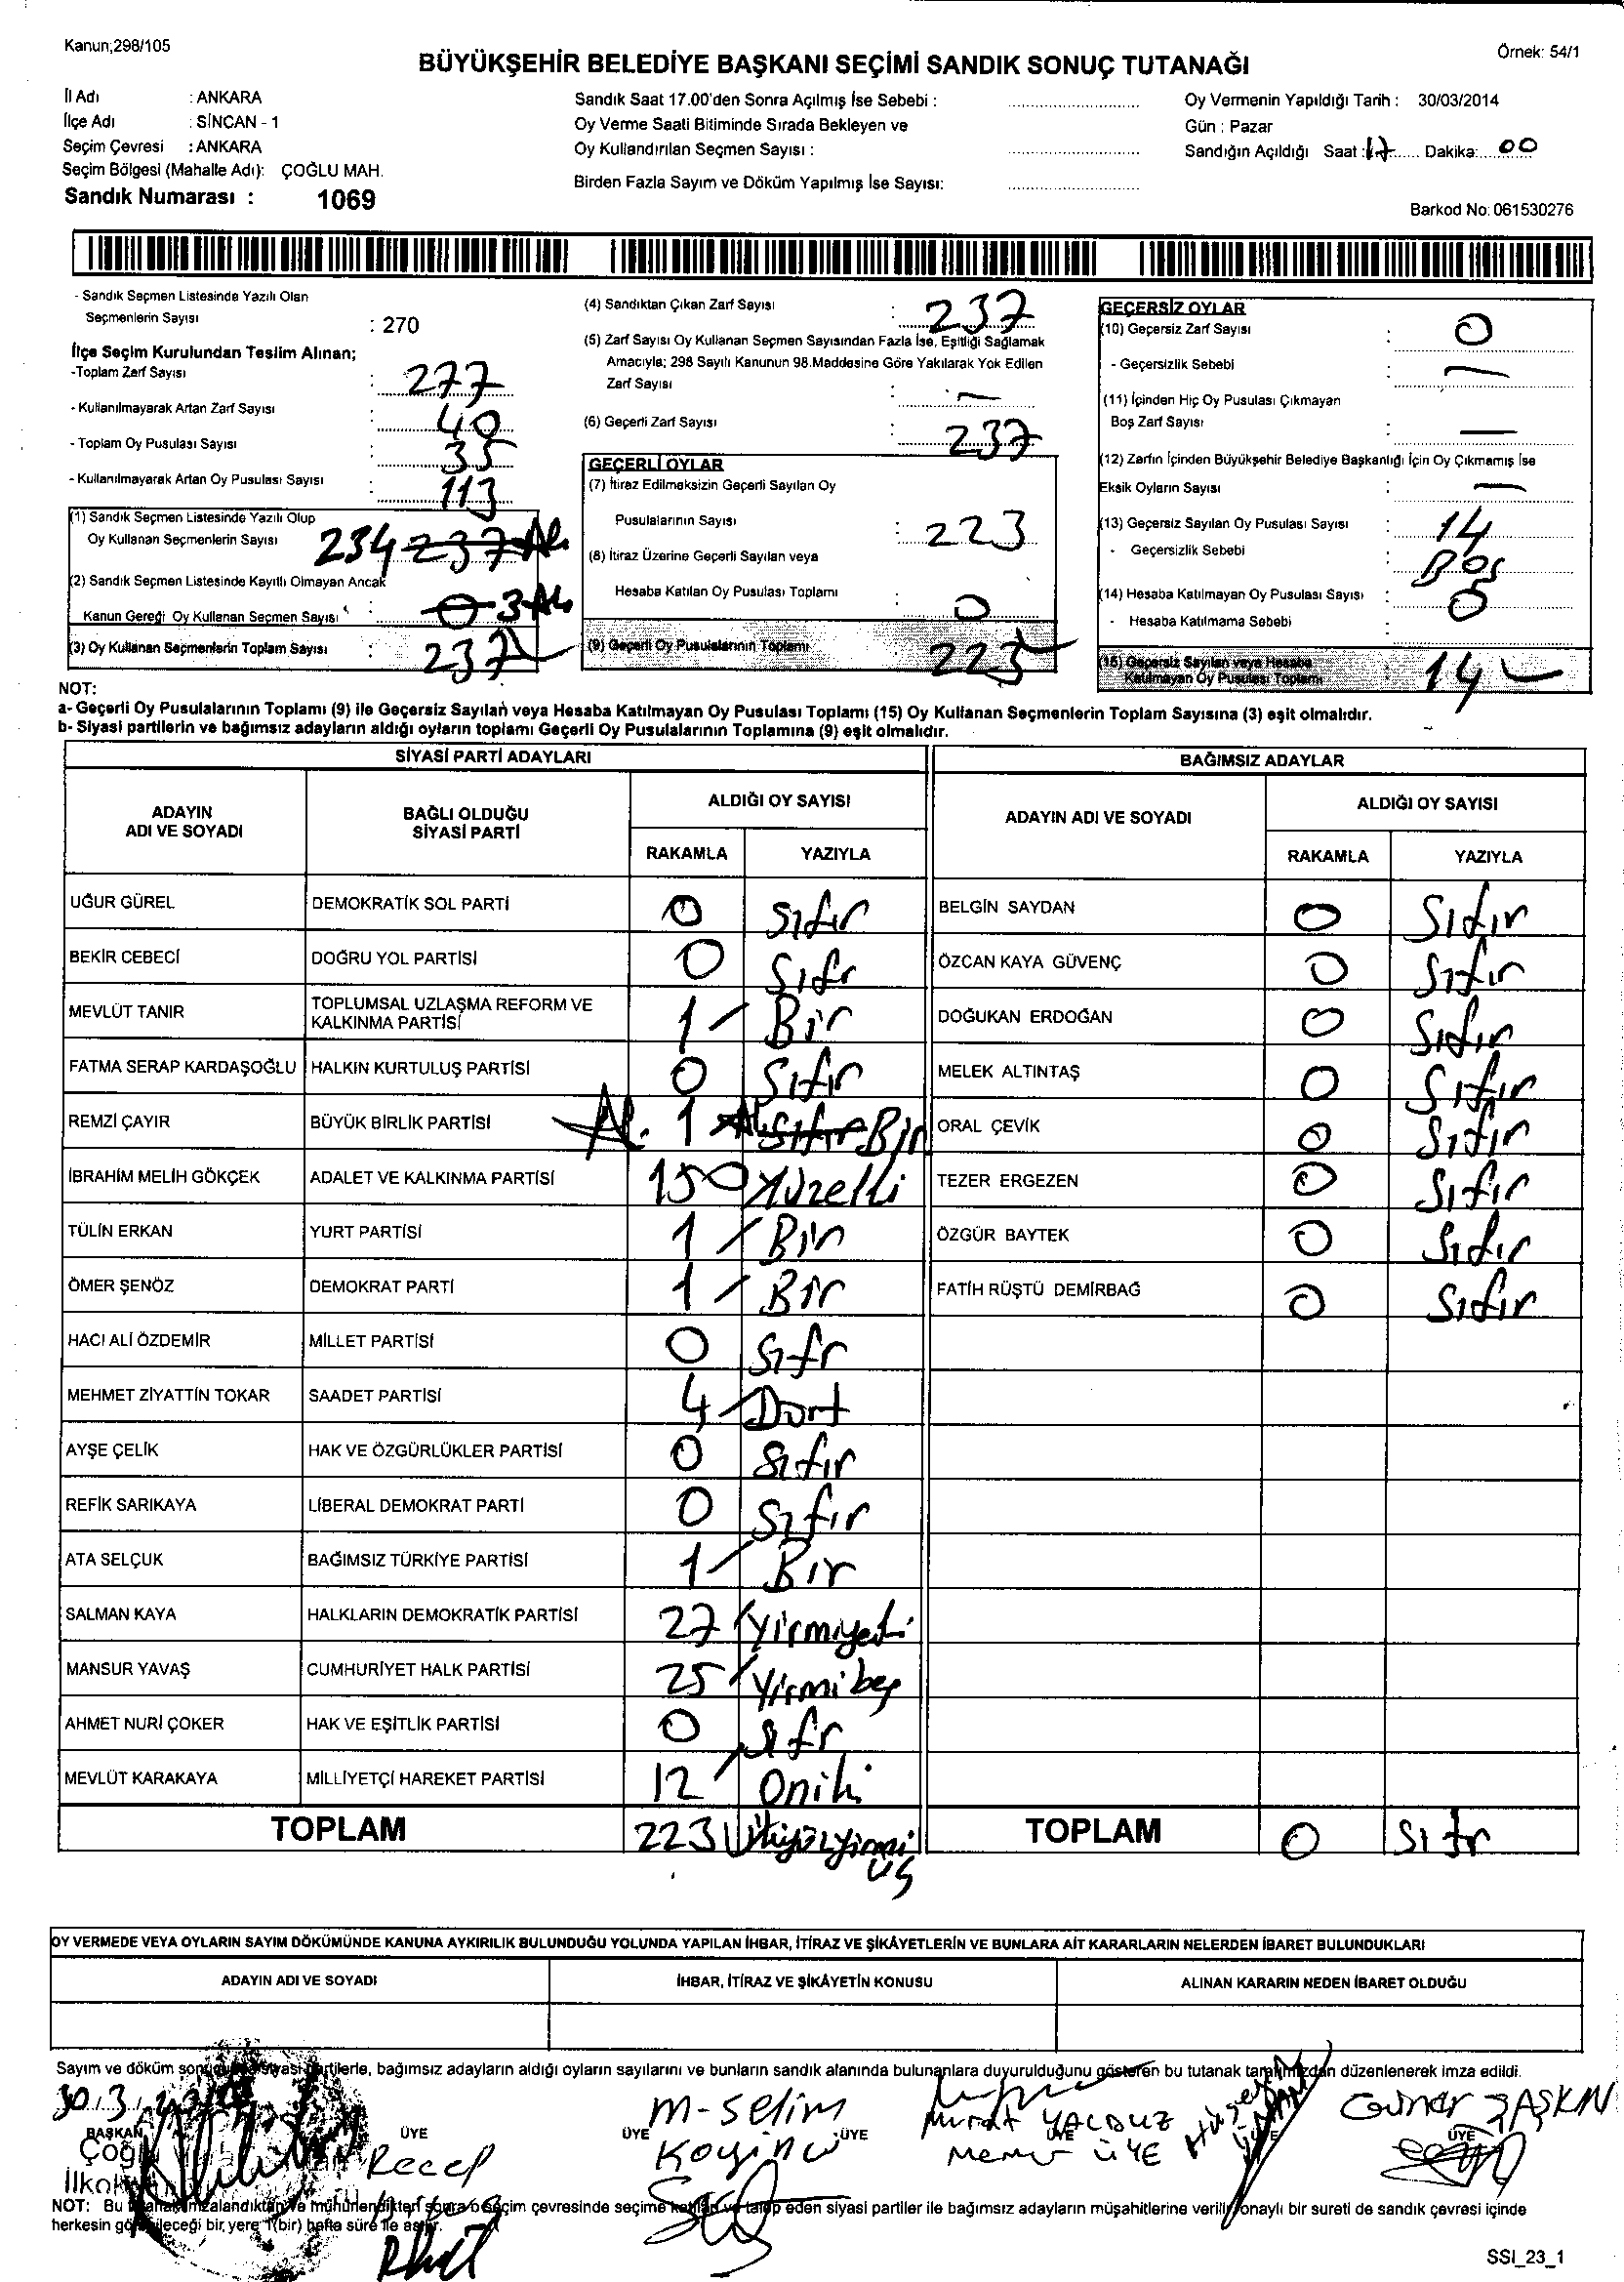 Kanun;298/105
Örnek: 54/1
BÜYÜKŞEHİR BELEDİYE BAŞKANI SEÇİMİ SANDIK SONUÇ TUTANAĞI
İl Adı : ANKARA
İlçe Adı : SİNCAN - 1
Seçim Çevresi : ANKARA
Seçim Bölgesi (Mahalle Adı): ÇOĞLU MAH.
Sandık Numarası : 1069
Sandık Saat 17.00'den Sonra Açılmış İse Sebebi :
Oy Verme Saati Bitiminde Sırada Bekleyen ve
Oy Kullandırılan Seçmen Sayısı :
Birden Fazla Sayım ve Döküm Yapılmış İse Sayısı:
Oy Vermenin Yapıldığı Tarih : 30/03/2014
Gün : Pazar
Sandığın Açıldığı Saat : 17 Dakika: 00
Barkod No: 061530276
- Sandık Seçmen Listesinde Yazılı Olan
Seçmenlerin Sayısı : 270
İlçe Seçim Kurulundan Teslim Alınan;
-Toplam Zarf Sayısı : 277
- Kullanılmayarak Artan Zarf Sayısı : 40
- Toplam Oy Pusulası Sayısı : 35
- Kullanılmayarak Artan Oy Pusulası Sayısı : 113
(1) Sandık Seçmen Listesinde Yazılı Olup
Oy Kullanan Seçmenlerin Sayısı : 234 237
(2) Sandık Seçmen Listesinde Kayıtlı Olmayan Ancak
Kanun Gereği Oy Kullanan Seçmen Sayısı : 0 3
(3) Oy Kullanan Seçmenlerin Toplam Sayısı : 237
(4) Sandıktan Çıkan Zarf Sayısı : 237
(5) Zarf Sayısı Oy Kullanan Seçmen Sayısından Fazla İse, Eşitliği Sağlamak
Amacıyla; 298 Sayılı Kanunun 98.Maddesine Göre Yakılarak Yok Edilen
Zarf Sayısı : —
(6) Geçerli Zarf Sayısı : 237
GEÇERLİ OYLAR
(7) İtiraz Edilmeksizin Geçerli Sayılan Oy
Pusulalarının Sayısı : 223
(8) İtiraz Üzerine Geçerli Sayılan veya
Hesaba Katılan Oy Pusulası Toplamı : 0
(9) Geçerli Oy Pusulalarının Toplamı 223
GEÇERSİZ OYLAR
(10) Geçersiz Zarf Sayısı : 0
- Geçersizlik Sebebi : —
(11) İçinden Hiç Oy Pusulası Çıkmayan
Boş Zarf Sayısı : —
(12) Zarfın İçinden Büyükşehir Belediye Başkanlığı İçin Oy Çıkmamış İse
Eksik Oyların Sayısı : —
(13) Geçersiz Sayılan Oy Pusulası Sayısı : 14
- Geçersizlik Sebebi : Boş
(14) Hesaba Katılmayan Oy Pusulası Sayısı : 0
- Hesaba Katılmama Sebebi :
(15) Geçersiz Sayılan veya Hesaba
Katılmayan Oy Pusulası Toplamı : 14
NOT:
a- Geçerli Oy Pusulalarının Toplamı (9) ile Geçersiz Sayılan veya Hesaba Katılmayan Oy Pusulası Toplamı (15) Oy Kullanan Seçmenlerin Toplam Sayısına (3) eşit olmalıdır.
b- Siyasi partilerin ve bağımsız adayların aldığı oyların toplamı Geçerli Oy Pusulalarının Toplamına (9) eşit olmalıdır.
SİYASİ PARTİ ADAYLARI
ADAYIN ADI VE SOYADI
BAĞLI OLDUĞU SİYASİ PARTİ
ALDIĞI OY SAYISI
RAKAMLA YAZIYLA
UĞUR GÜREL DEMOKRATİK SOL PARTİ 0 Sıfır
BEKİR CEBECİ DOĞRU YOL PARTİSİ 0 Sıfr
MEVLÜT TANIR TOPLUMSAL UZLAŞMA REFORM VE KALKINMA PARTİSİ 1 Bir
FATMA SERAP KARDAŞOĞLU HALKIN KURTULUŞ PARTİSİ 0 Sıfır
REMZİ ÇAYIR BÜYÜK BİRLİK PARTİSİ 1 Sıfır Bir
İBRAHİM MELİH GÖKÇEK ADALET VE KALKINMA PARTİSİ 150 Yüzelli
TÜLİN ERKAN YURT PARTİSİ 1 Bir
ÖMER ŞENÖZ DEMOKRAT PARTİ 1 Bir
HACI ALİ ÖZDEMİR MİLLET PARTİSİ 0 Sıfr
MEHMET ZİYATTİN TOKAR SAADET PARTİSİ 4 Dört
AYŞE ÇELİK HAK VE ÖZGÜRLÜKLER PARTİSİ 0 Sıfır
REFİK SARIKAYA LİBERAL DEMOKRAT PARTİ 0 Sıfır
ATA SELÇUK BAĞIMSIZ TÜRKİYE PARTİSİ 1 Bir
SALMAN KAYA HALKLARIN DEMOKRATİK PARTİSİ 27 Yirmiyedi
MANSUR YAVAŞ CUMHURİYET HALK PARTİSİ 25 Yirmibeş
AHMET NURİ ÇOKER HAK VE EŞİTLİK PARTİSİ 0 Sıfr
MEVLÜT KARAKAYA MİLLİYETÇİ HAREKET PARTİSİ 12 Oniki
TOPLAM 223 İkiyüzyirmi üç
BAĞIMSIZ ADAYLAR
ADAYIN ADI VE SOYADI
ALDIĞI OY SAYISI
RAKAMLA YAZIYLA
BELGİN SAYDAN 0 Sıfır
ÖZCAN KAYA GÜVENÇ 0 Sıfır
DOĞUKAN ERDOĞAN 0 Sıfır
MELEK ALTINTAŞ 0 Sıfır
ORAL ÇEVİK 0 Sıfır
TEZER ERGEZEN 0 Sıfır
ÖZGÜR BAYTEK 0 Sıfır
FATİH RÜŞTÜ DEMİRBAĞ 0 Sıfır
TOPLAM 0 Sıfr
OY VERMEDE VEYA OYLARIN SAYIM DÖKÜMÜNDE KANUNA AYKIRILIK BULUNDUĞU YOLUNDA YAPILAN İHBAR, İTİRAZ VE ŞİKÂYETLERİN VE BUNLARA AİT KARARLARIN NELERDEN İBARET BULUNDUKLARI
ADAYIN ADI VE SOYADI
İHBAR, İTİRAZ VE ŞİKÂYETİN KONUSU
ALINAN KARARIN NEDEN İBARET OLDUĞU
Sayım ve döküm siyasi partilerle, bağımsız adayların aldığı oyların sayılarını ve bunların sandık alanında bulunanlara duyurulduğunu gösteren bu tutanak tarafımızdan düzenlenerek imza edildi.
30.3.
BAŞKAN ÜYE ÜYE ÜYE ÜYE ÜYE ÜYE
Recep
M-Selim
Murat YALDUZ
Memur ÜYE
Güner
NOT: Bu imzalandıktan ve mühürlendikten sonra o seçim çevresinde seçime katılan ve talep eden siyasi partiler ile bağımsız adayların müşahitlerine verilir, onaylı bir sureti de sandık çevresi içinde
herkesin görebileceği bir yere 1(bir) hafta süre ile asılır.
SSI_23_1